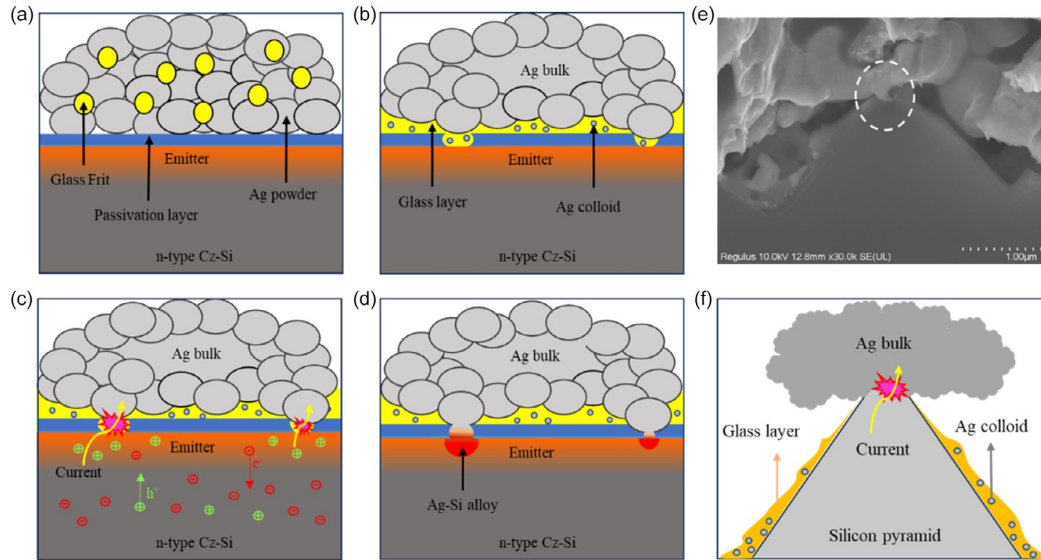 (a)
Emitter
Glass Frit
Ag powder
Passivation layer
n-type Cz-Si
(b)
Ag bulk
Emitter
Glass layer
Ag colloid
n-type Cz-Si
(e)
Regulus 10.0kV 12.8mm x30.0k SE(UL)
1.00μm
(c)
Ag bulk
Emitter
Current
e⁻
h⁺
n-type Cz-Si
(d)
Ag bulk
Emitter
Ag-Si alloy
n-type Cz-Si
(f)
Ag bulk
Glass layer
Ag colloid
Current
Silicon pyramid